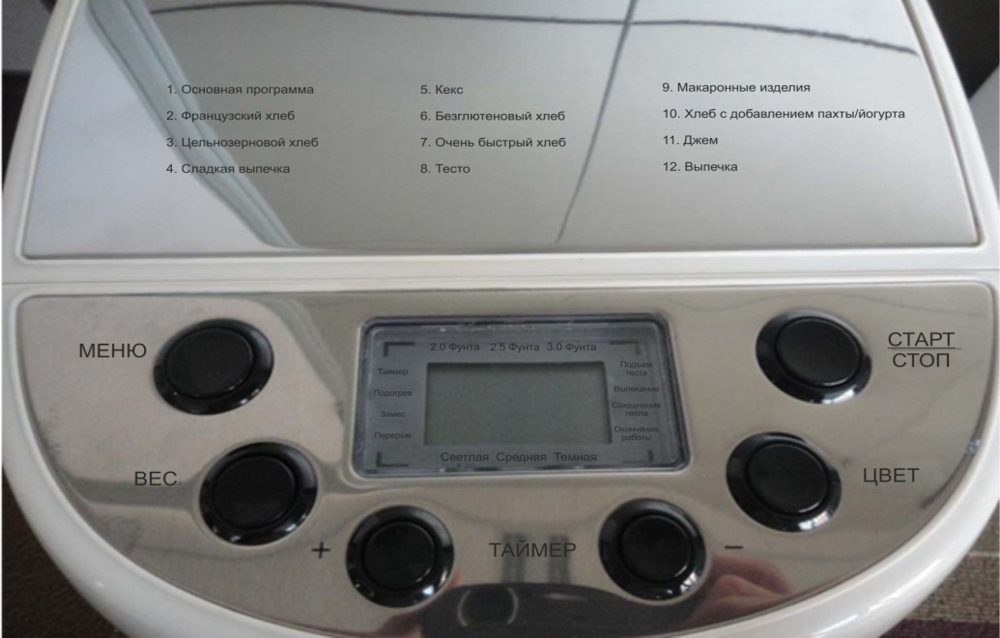 1. Основная программа
2. Французский хлеб
3. Цельнозерновой хлеб
4. Сладкая выпечка
5. Кекс
6. Безглютеновый хлеб
7. Очень быстрый хлеб
8. Тесто
9. Макаронные изделия
10. Хлеб с добавлением пахты/йогурта
11. Джем
12. Выпечка
МЕНЮ
ВЕС
2.0 Фунта 2.5 Фунта 3.0 Фунта
Таймер
Подогрев
Замес
Перерыв
Подъем
теста
Выпекание
Сохранение
тепла
Окончание
работы
Светлая Средняя Темная
СТАРТ
СТОП
ЦВЕТ
+ ТАЙМЕР −